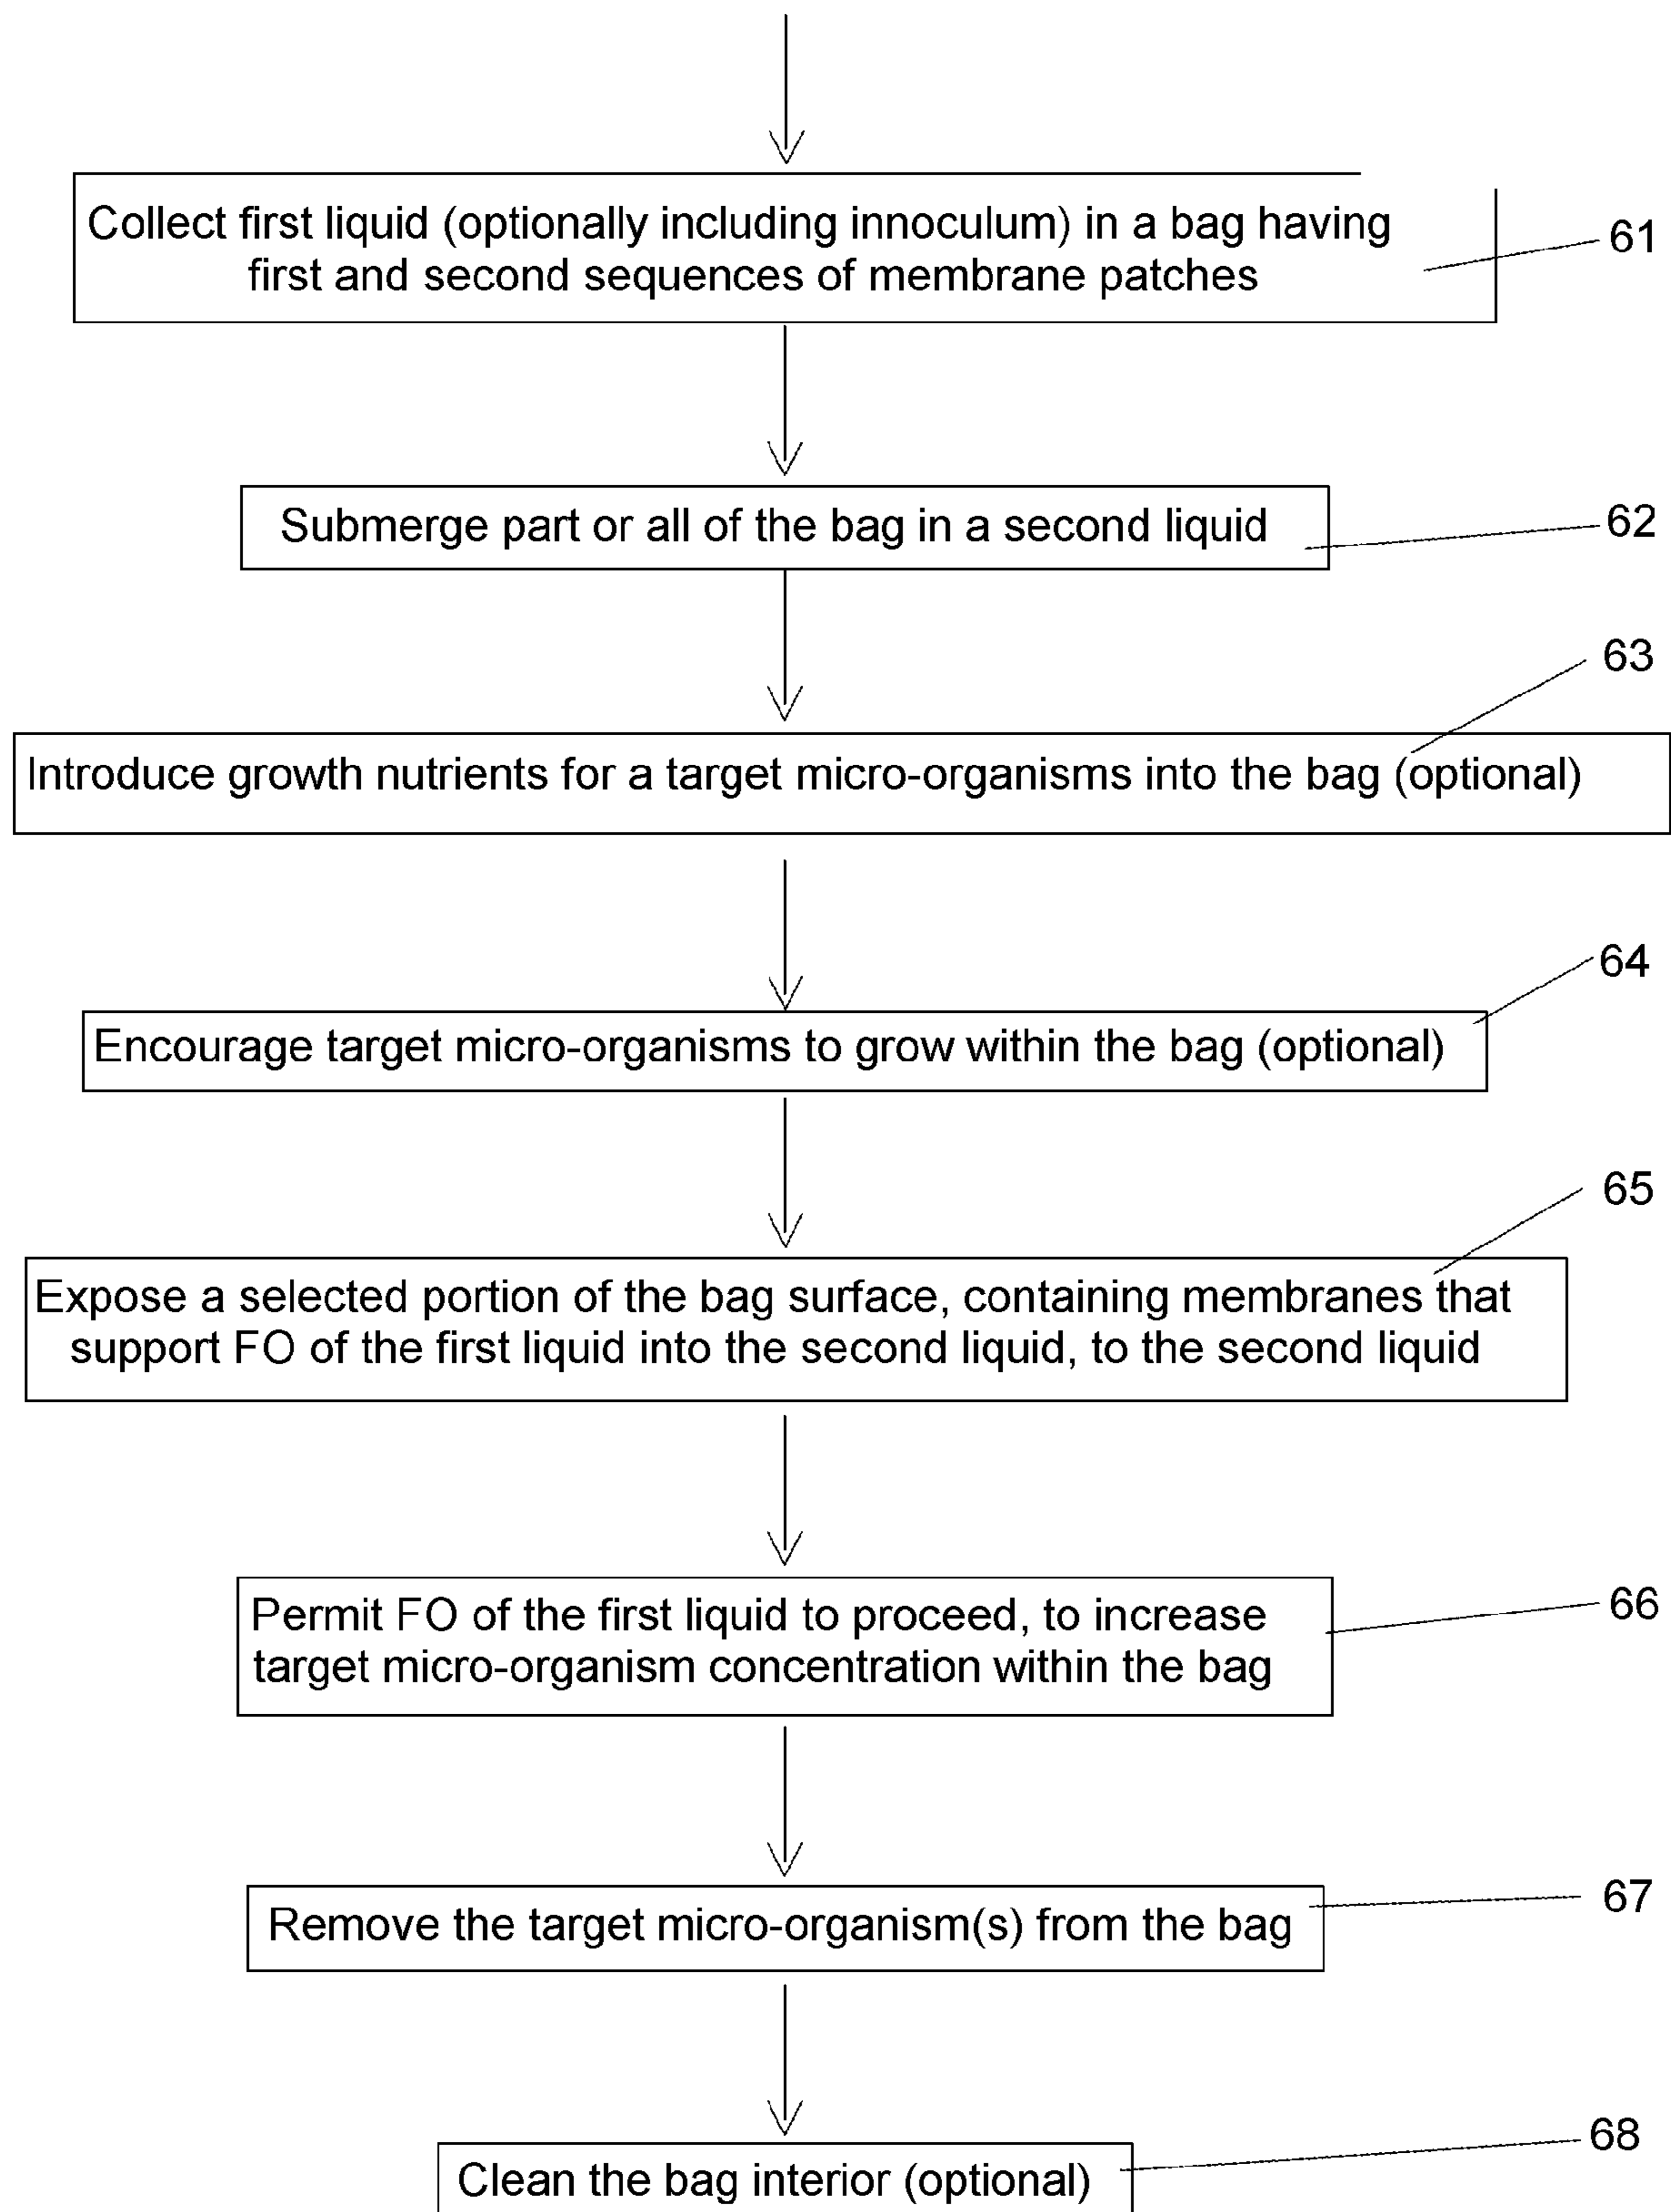 Collect first liquid (optionally including innoculum) in a bag having
first and second sequences of membrane patches
61
Submerge part or all of the bag in a second liquid
62
63
Introduce growth nutrients for a target micro-organisms into the bag (optional)
64
Encourage target micro-organisms to grow within the bag (optional)
65
Expose a selected portion of the bag surface, containing membranes that
support FO of the first liquid into the second liquid, to the second liquid
66
Permit FO of the first liquid to proceed, to increase
target micro-organism concentration within the bag
67
Remove the target micro-organism(s) from the bag
68
Clean the bag interior (optional)